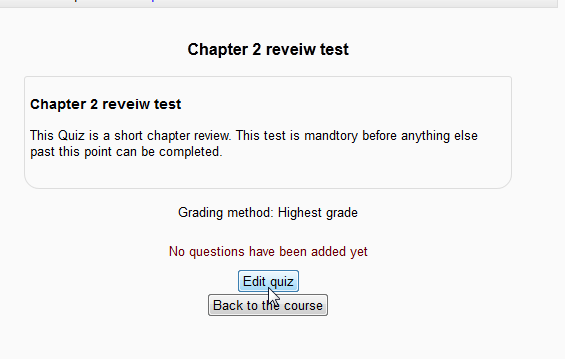 Chapter 2 reveiw test
Chapter 2 reveiw test
This Quiz is a short chapter review. This test is mandtory before anything else
past this point can be completed.
Grading method: Highest grade
No questions have been added yet
Edit quiz
Back to the course